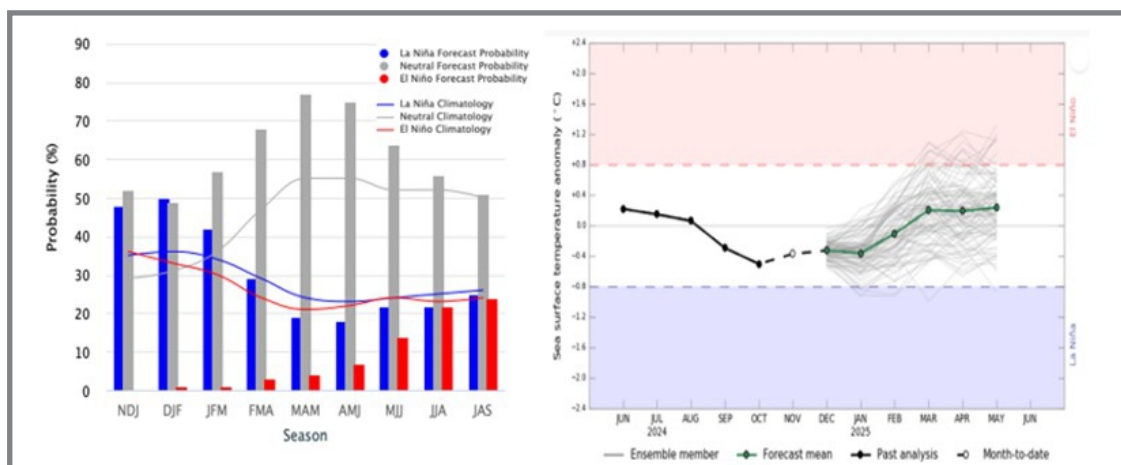 90
80
70
60
50
40
30
20
10
0
Probability (%)
La Niña Forecast Probability
Neutral Forecast Probability
El Niño Forecast Probability
La Niña Climatology
Neutral Climatology
El Niño Climatology
NDJ DJF JFM FMA MAM AMJ MJJ JJA JAS
Season
Sea surface temperature anomaly (°C)
+2.4
+2.0
+1.6
+1.2
+0.8
+0.4
0.0
−0.4
−0.8
−1.2
−1.6
−2.0
−2.4
El Niño
La Niña
JUN JUL AUG SEP OCT NOV DEC JAN FEB MAR APR MAY JUN
2024 2025
Ensemble member Forecast mean Past analysis Month-to-date